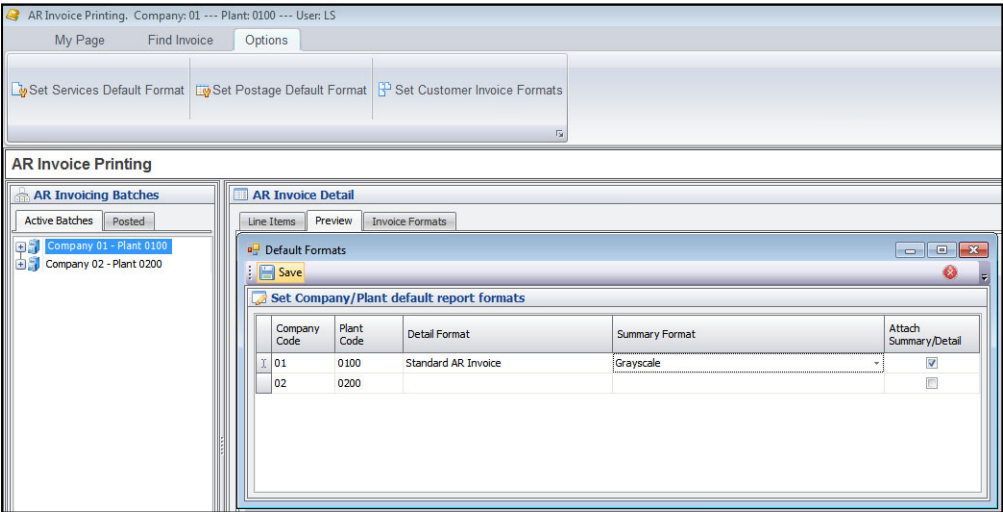 AR Invoice Printing. Company: 01 --- Plant: 0100 --- User: LS
My Page Find Invoice Options
Set Services Default Format Set Postage Default Format Set Customer Invoice Formats
AR Invoice Printing
AR Invoicing Batches
Active Batches Posted
Company 01 - Plant 0100
Company 02 - Plant 0200
AR Invoice Detail
Line Items Preview Invoice Formats
Default Formats
Save
Set Company/Plant default report formats
Company Code Plant Code Detail Format Summary Format Attach Summary/Detail
01 0100 Standard AR Invoice Grayscale
02 0200